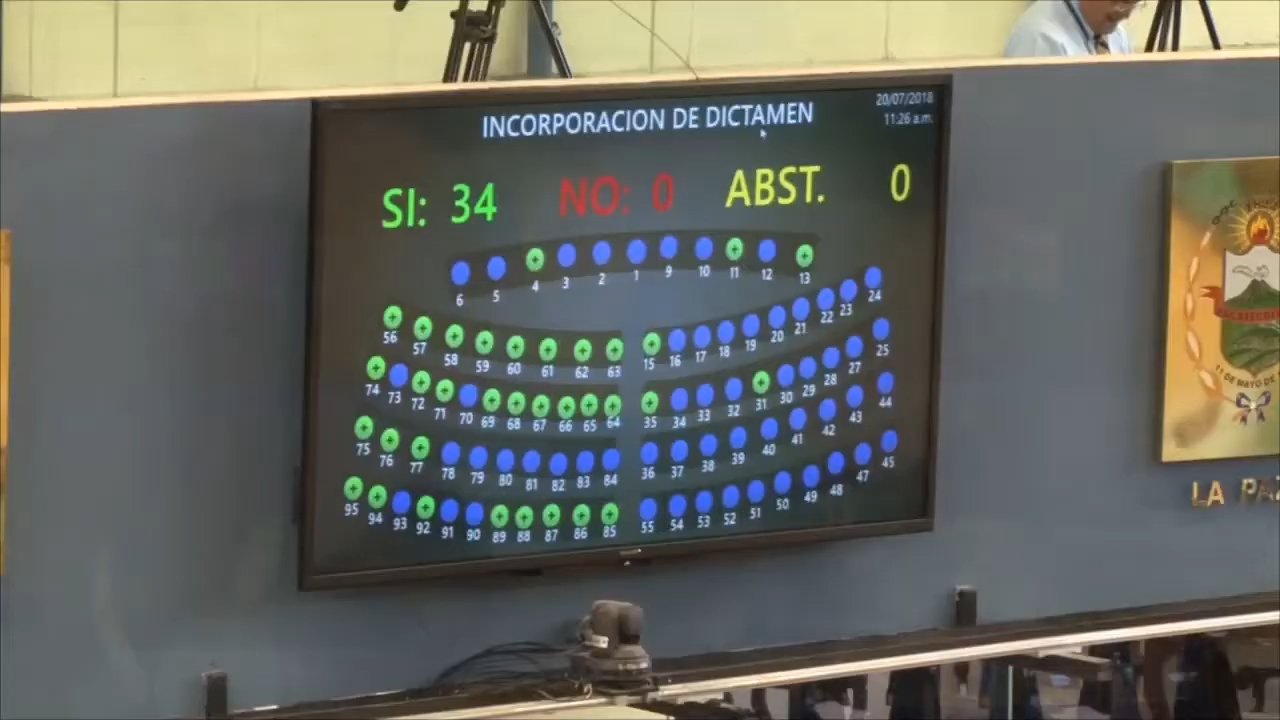 INCORPORACION DE DICTAMEN
20/07/2018
11:26 a.m.
SI: 34 NO: 0 ABST. 0
6 5 4 3 2 1 9 10 11 12 13
56 57 58 59 60 61 62 63 15 16 17 18 19 20 21 22 23 24
74 73 72 71 70 69 68 67 66 65 64 35 34 33 32 31 30 29 28 27 25
75 76 77 78 79 80 81 82 83 84 36 37 38 39 40 41 42 43 44
95 94 93 92 91 90 89 88 87 86 85 55 54 53 52 51 50 49 48 47 45
11 DE MAYO DE
LA PA